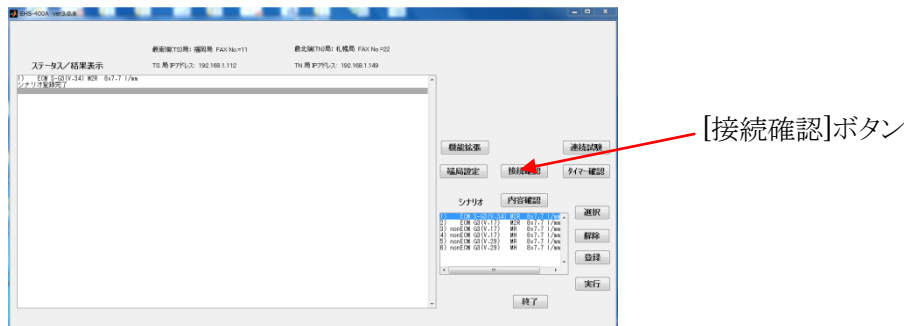 EHS-400A ver3.0.8
最南端(TS)局: 福岡局 FAX No.=11
最北端(TN)局: 札幌局 FAX No.=22
ステータス/結果表示
TS 局 IPアドレス: 192.168.1.112
TN 局 IPアドレス: 192.168.1.149
1) ECM S-G3(V.34) M2R 8x7.7 l/mm
シナリオ登録完了
[接続確認]ボタン
機能拡張
連続試験
端局設定
接続確認
タイマー確認
シナリオ
内容確認
1) ECM S-G3(V.34) M2R 8x7.7 l/mm
2) ECM G3(V.17) M2R 8x7.7 l/mm
3) nonECM G3(V.17) MR 8x7.7 l/mm
4) nonECM G3(V.17) MH 8x7.7 l/mm
5) nonECM G3(V.29) MR 8x7.7 l/mm
6) nonECM G3(V.29) MH 8x7.7 l/mm
選択
解除
登録
実行
終了